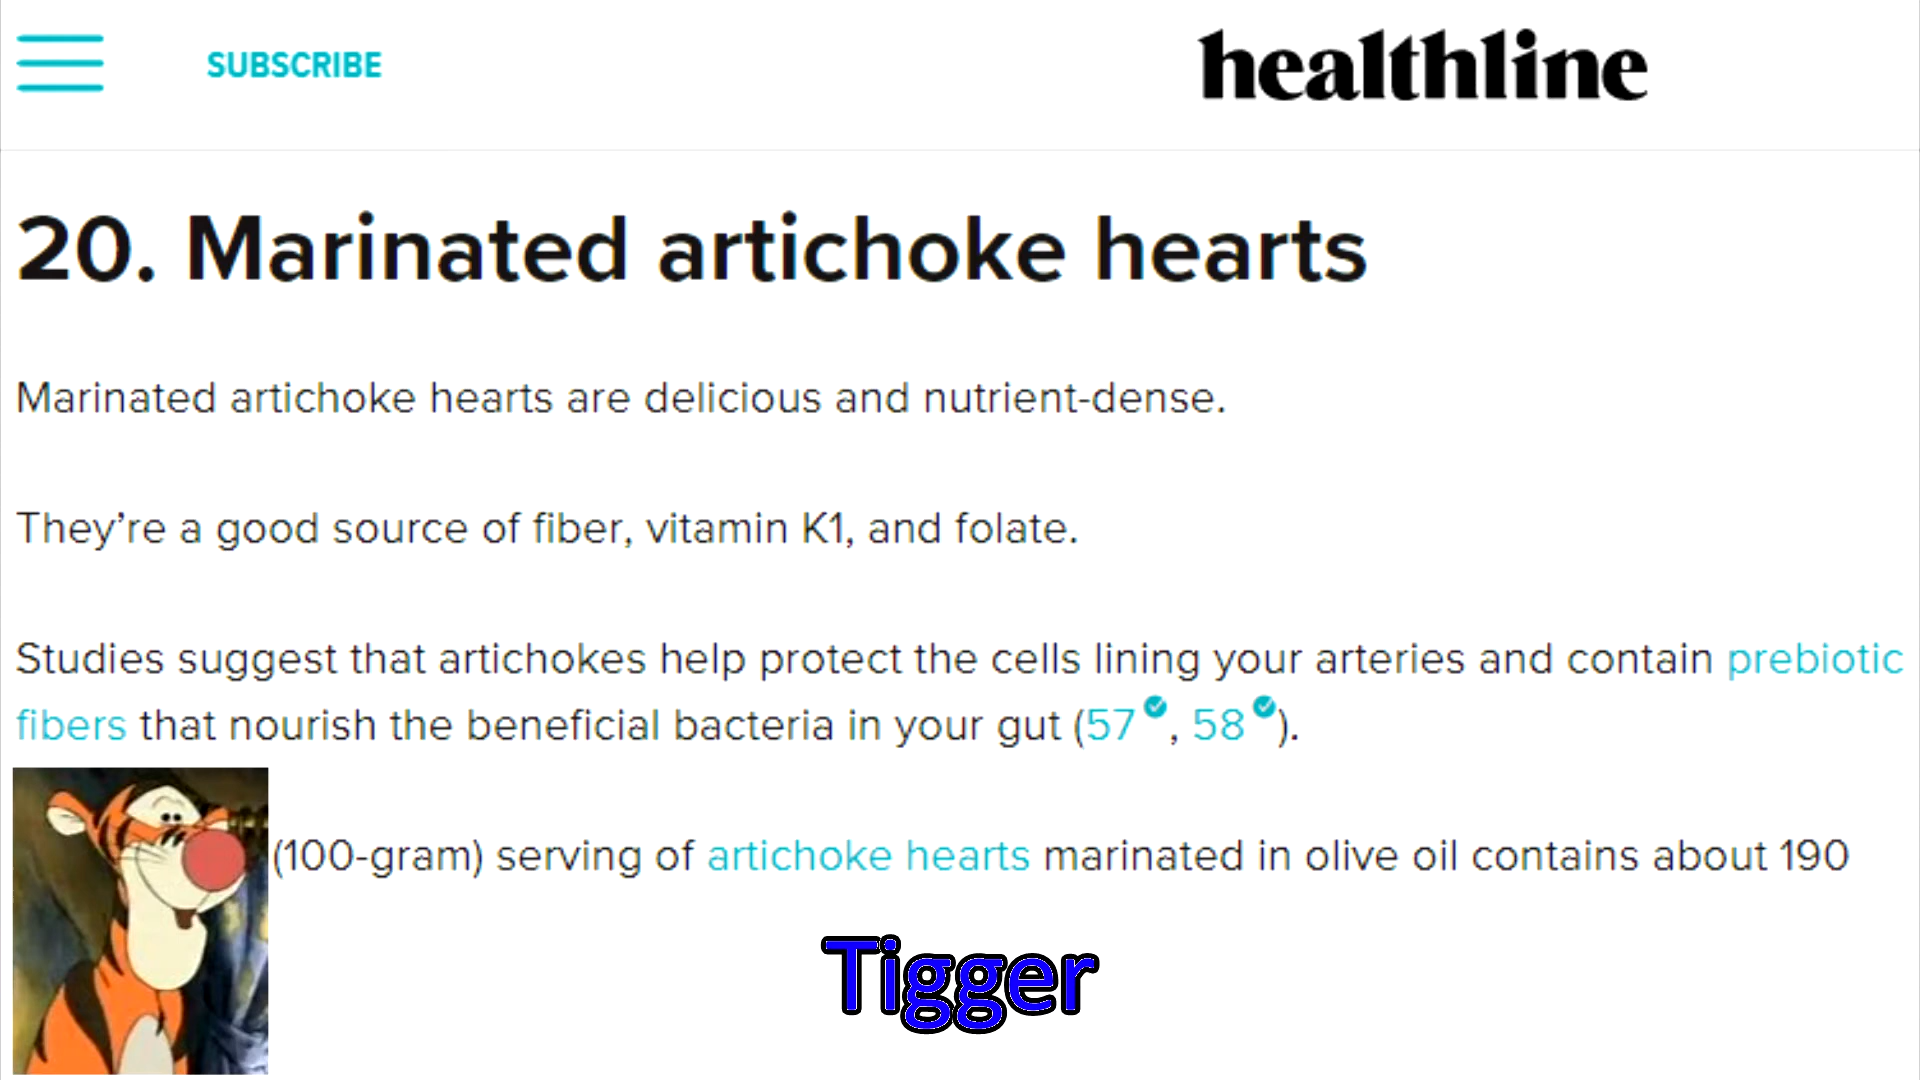 SUBSCRIBE
healthline
20. Marinated artichoke hearts
Marinated artichoke hearts are delicious and nutrient-dense.
They’re a good source of fiber, vitamin K1, and folate.
Studies suggest that artichokes help protect the cells lining your arteries and contain prebiotic
fibers that nourish the beneficial bacteria in your gut (57, 58).
(100-gram) serving of artichoke hearts marinated in olive oil contains about 190
Tigger